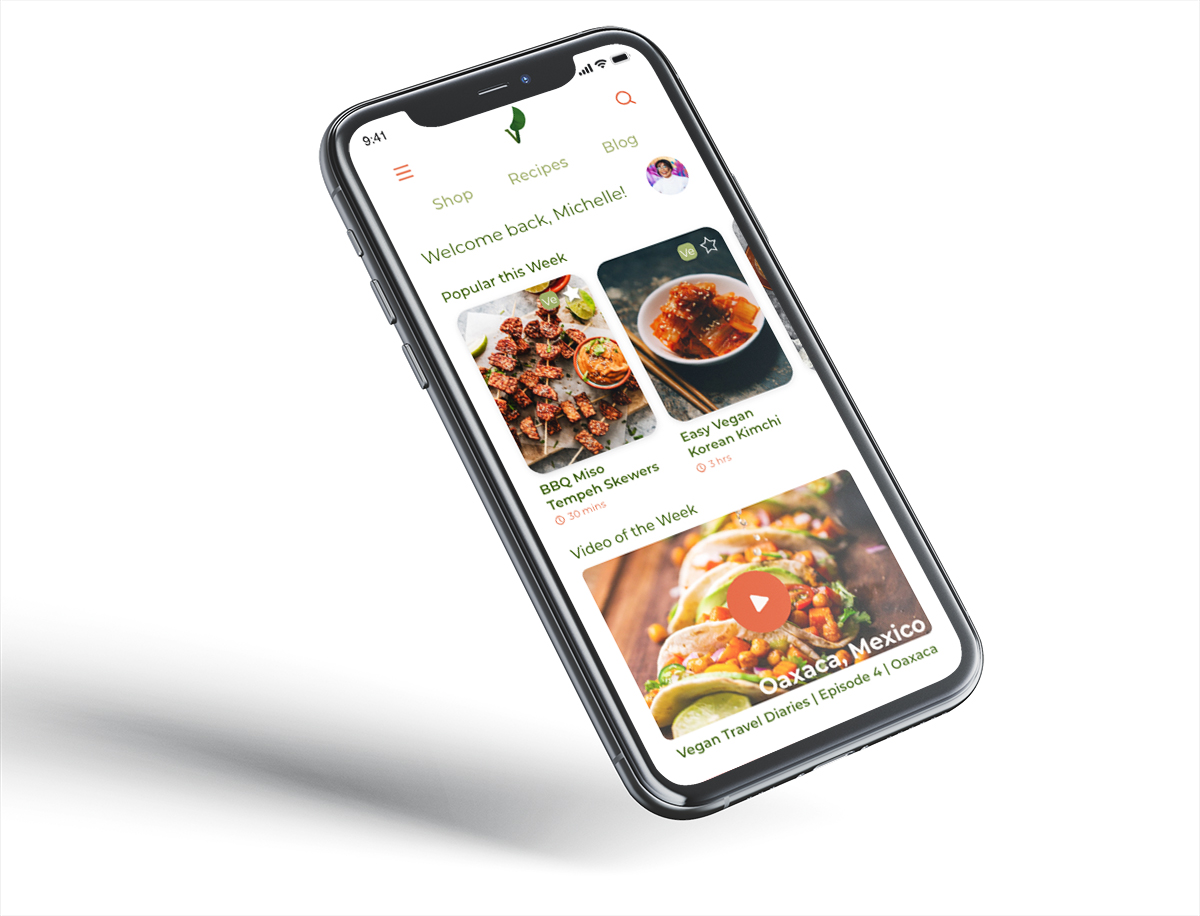 9:41
Shop
Recipes
Blog
Welcome back, Michelle!
Popular this Week
Ve
Ve
BBQ Miso
Tempeh Skewers
30 mins
Easy Vegan
Korean Kimchi
3 hrs
Video of the Week
Oaxaca, Mexico
Vegan Travel Diaries | Episode 4 | Oaxaca